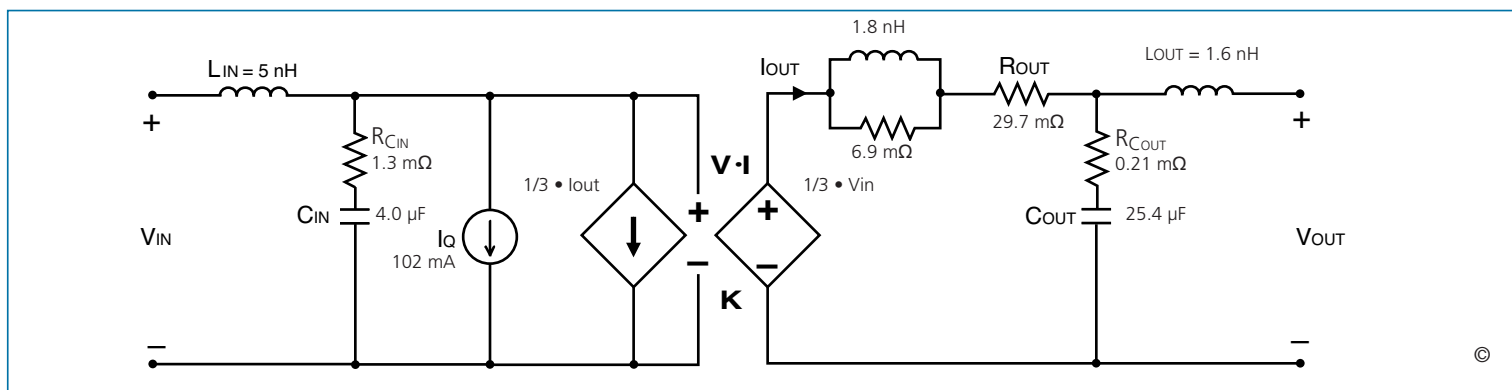 LIN = 5 nH
+
–
VIN
RCIN
1.3 mΩ
CIN
4.0 µF
IQ
102 mA
1/3 • Iout
V•I
+
–
K
+
–
1/3 • Vin
IOUT
1.8 nH
6.9 mΩ
ROUT
29.7 mΩ
RCOUT
0.21 mΩ
COUT
25.4 µF
LOUT = 1.6 nH
+
–
VOUT
©